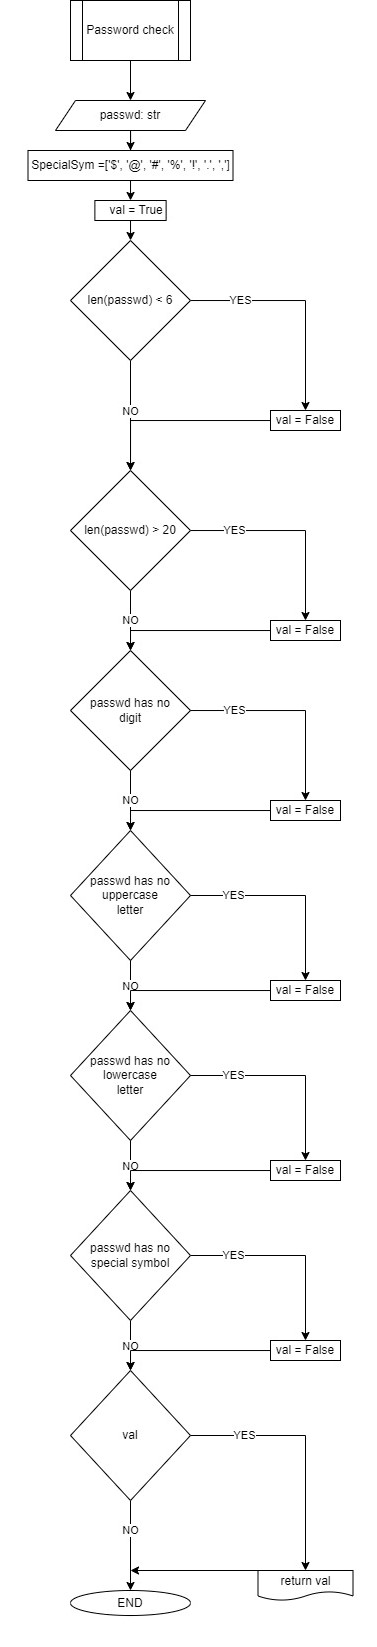 Password check
passwd: str
SpecialSym =['$', '@', '#', '%', '!', '.', ',']
val = True
len(passwd) < 6
YES
NO
val = False
len(passwd) > 20
YES
NO
val = False
passwd has no
digit
YES
NO
val = False
passwd has no
uppercase
letter
YES
NO
val = False
passwd has no
lowercase
letter
YES
NO
val = False
passwd has no
special symbol
YES
NO
val = False
val
YES
NO
return val
END